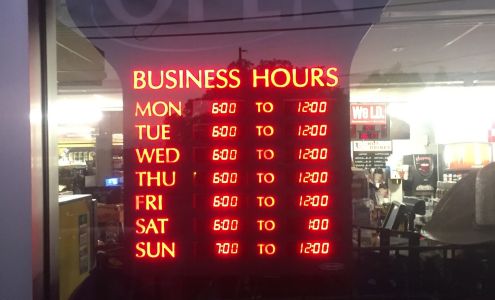 OPEN
BUSINESS HOURS
MON 6:00 TO 12:00
TUE 6:00 TO 12:00
WED 6:00 TO 12:00
THU 6:00 TO 12:00
FRI 6:00 TO 12:00
SAT 6:00 TO 1:00
SUN 7:00 TO 12:00
We I.D.